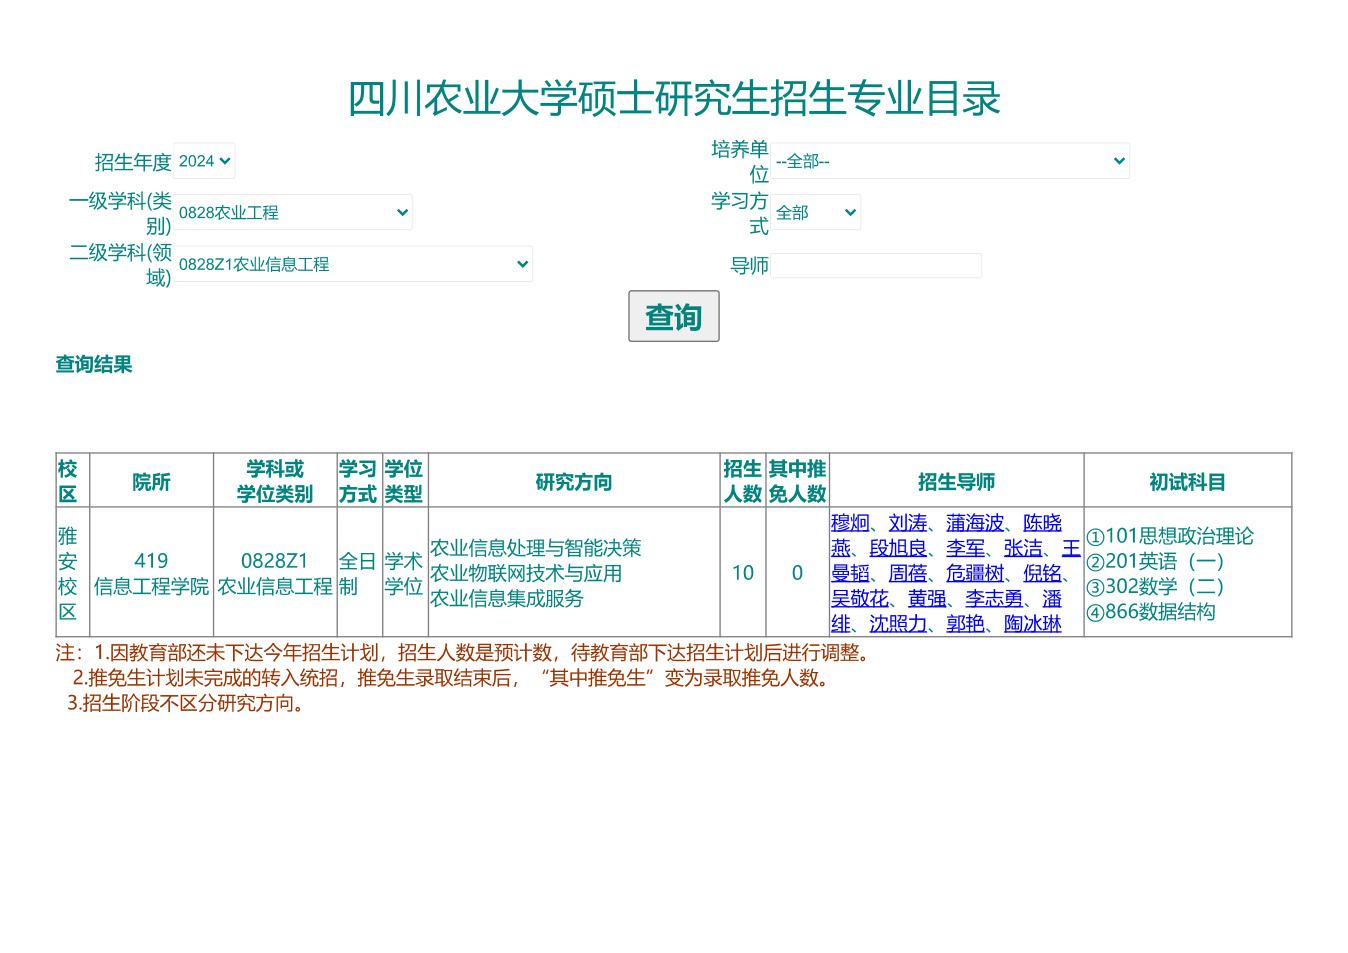 四川农业大学硕士研究生招生专业目录
招生年度 2024
培养单
位 --全部--
一级学科(类
别) 0828农业工程
学习方
式 全部
二级学科(领
域) 0828Z1农业信息工程
导师
查询
查询结果
校
区
院所
学科或
学位类别
学习
方式
学位
类型
研究方向
招生
人数
其中推
免人数
招生导师
初试科目
雅
安
校
区
419
信息工程学院
0828Z1
农业信息工程
全日
制
学术
学位
农业信息处理与智能决策
农业物联网技术与应用
农业信息集成服务
10
0
穆炯、刘涛、蒲海波、陈晓
燕、段旭良、李军、张洁、王
曼韬、周蓓、危疆树、倪铭、
吴敬花、黄强、李志勇、潘
绯、沈照力、郭艳、陶冰琳
①101思想政治理论
②201英语（一）
③302数学（二）
④866数据结构
注：1.因教育部还未下达今年招生计划，招生人数是预计数，待教育部下达招生计划后进行调整。
2.推免生计划未完成的转入统招，推免生录取结束后，“其中推免生”变为录取推免人数。
3.招生阶段不区分研究方向。